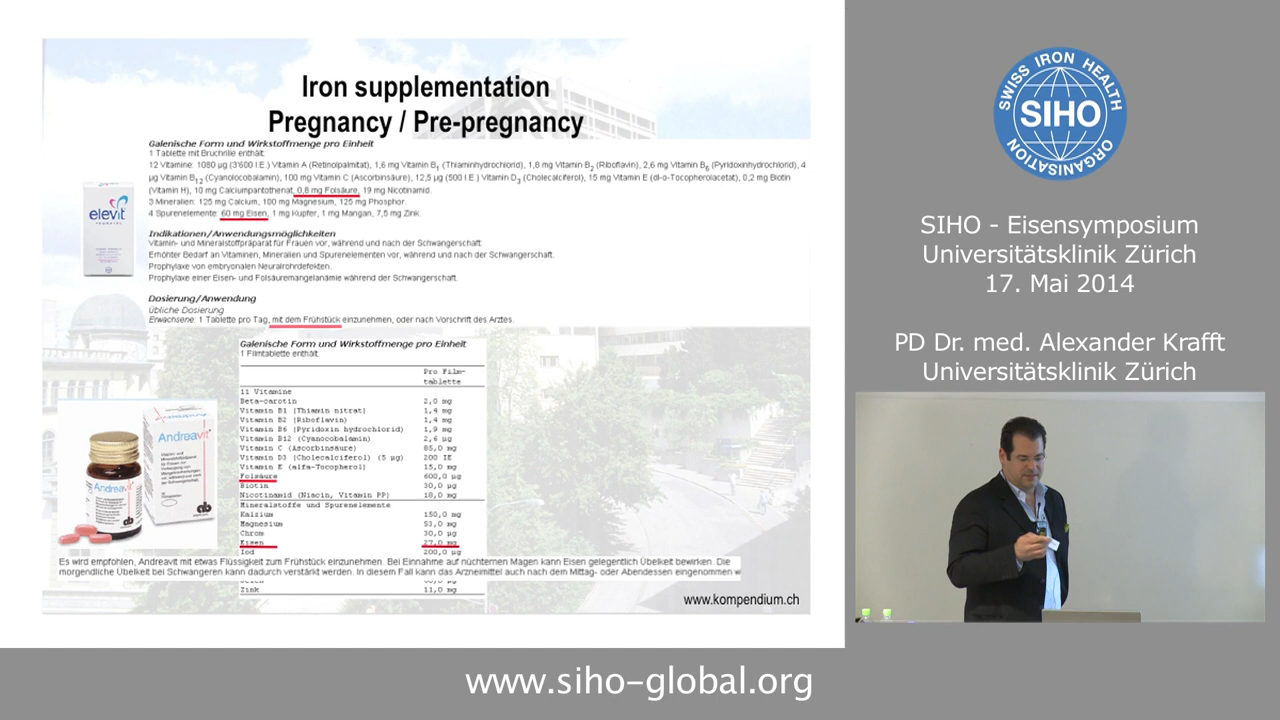 Iron supplementation
Pregnancy / Pre-pregnancy
Galenische Form und Wirkstoffmenge pro Einheit
1 Tablette mit Bruchrille enthält:
12 Vitamine: 1080 µg (3'600 I.E.) Vitamin A (Retinolpalmitat), 1,6 mg Vitamin B1 (Thiaminhydrochlorid), 1,8 mg Vitamin B2 (Riboflavin), 2,6 mg Vitamin B6 (Pyridoxinhydrochlorid), 4
µg Vitamin B12 (Cyanocobalamin), 100 mg Vitamin C (Ascorbinsäure), 12,5 µg (500 I.E.) Vitamin D3 (Cholecalciferol), 15 mg Vitamin E (dl-α-Tocopherolacetat), 0,2 mg Biotin
(Vitamin H), 10 mg Calciumpantothenat, 0,8 mg Folsäure, 19 mg Nicotinamid.
3 Mineralien: 125 mg Calcium, 100 mg Magnesium, 125 mg Phosphor.
4 Spurenelemente: 60 mg Eisen, 1 mg Kupfer, 1 mg Mangan, 7,5 mg Zink.
elevit
PRONATAL
Indikationen/Anwendungsmöglichkeiten
Vitamin- und Mineralstoffpräparat für Frauen vor, während und nach der Schwangerschaft:
Erhöhter Bedarf an Vitaminen, Mineralien und Spurenelementen vor, während und nach der Schwangerschaft.
Prophylaxe von embryonalen Neuralrohrdefekten.
Prophylaxe einer Eisen- und Folsäuremangelanämie während der Schwangerschaft.
Dosierung/Anwendung
Übliche Dosierung
Erwachsene: 1 Tablette pro Tag, mit dem Frühstück einzunehmen, oder nach Vorschrift des Arztes.
Galenische Form und Wirkstoffmenge pro Einheit
1 Filmtablette enthält:
Pro Film-
tablette
11 Vitamine
Beta-carotin 2,0 mg
Vitamin B1 (Thiamin nitrat) 1,4 mg
Vitamin B2 (Riboflavin) 1,4 mg
Vitamin B6 (Pyridoxin hydrochlorid) 1,9 mg
Vitamin B12 (Cyanocobalamin) 2,6 µg
Vitamin C (Ascorbinsäure) 85,0 mg
Vitamin D3 (Cholecalciferol) (5 µg) 200 IE
Vitamin E (alfa-Tocopherol) 15,0 mg
Folsäure 600,0 µg
Biotin 30,0 µg
Nicotinamid (Niacin, Vitamin PP) 18,0 mg
Mineralstoffe und Spurenelemente
Kalzium 150,0 mg
Magnesium 53,0 mg
Chrom 30,0 µg
Eisen 27,0 mg
Iod 200,0 µg
Andreavit
Andreavit
Es wird empfohlen, Andreavit mit etwas Flüssigkeit zum Frühstück einzunehmen. Bei Einnahme auf nüchternen Magen kann Eisen gelegentlich Übelkeit bewirken. Die
morgendliche Übelkeit bei Schwangeren kann dadurch verstärkt werden. In diesem Fall kann das Arzneimittel auch nach dem Mittag- oder Abendessen eingenommen w
Zink 11,0 mg
www.kompendium.ch
SWISS IRON HEALTH
SIHO
ORGANISATION
SIHO - Eisensymposium
Universitätsklinik Zürich
17. Mai 2014
PD Dr. med. Alexander Krafft
Universitätsklinik Zürich
www.siho-global.org